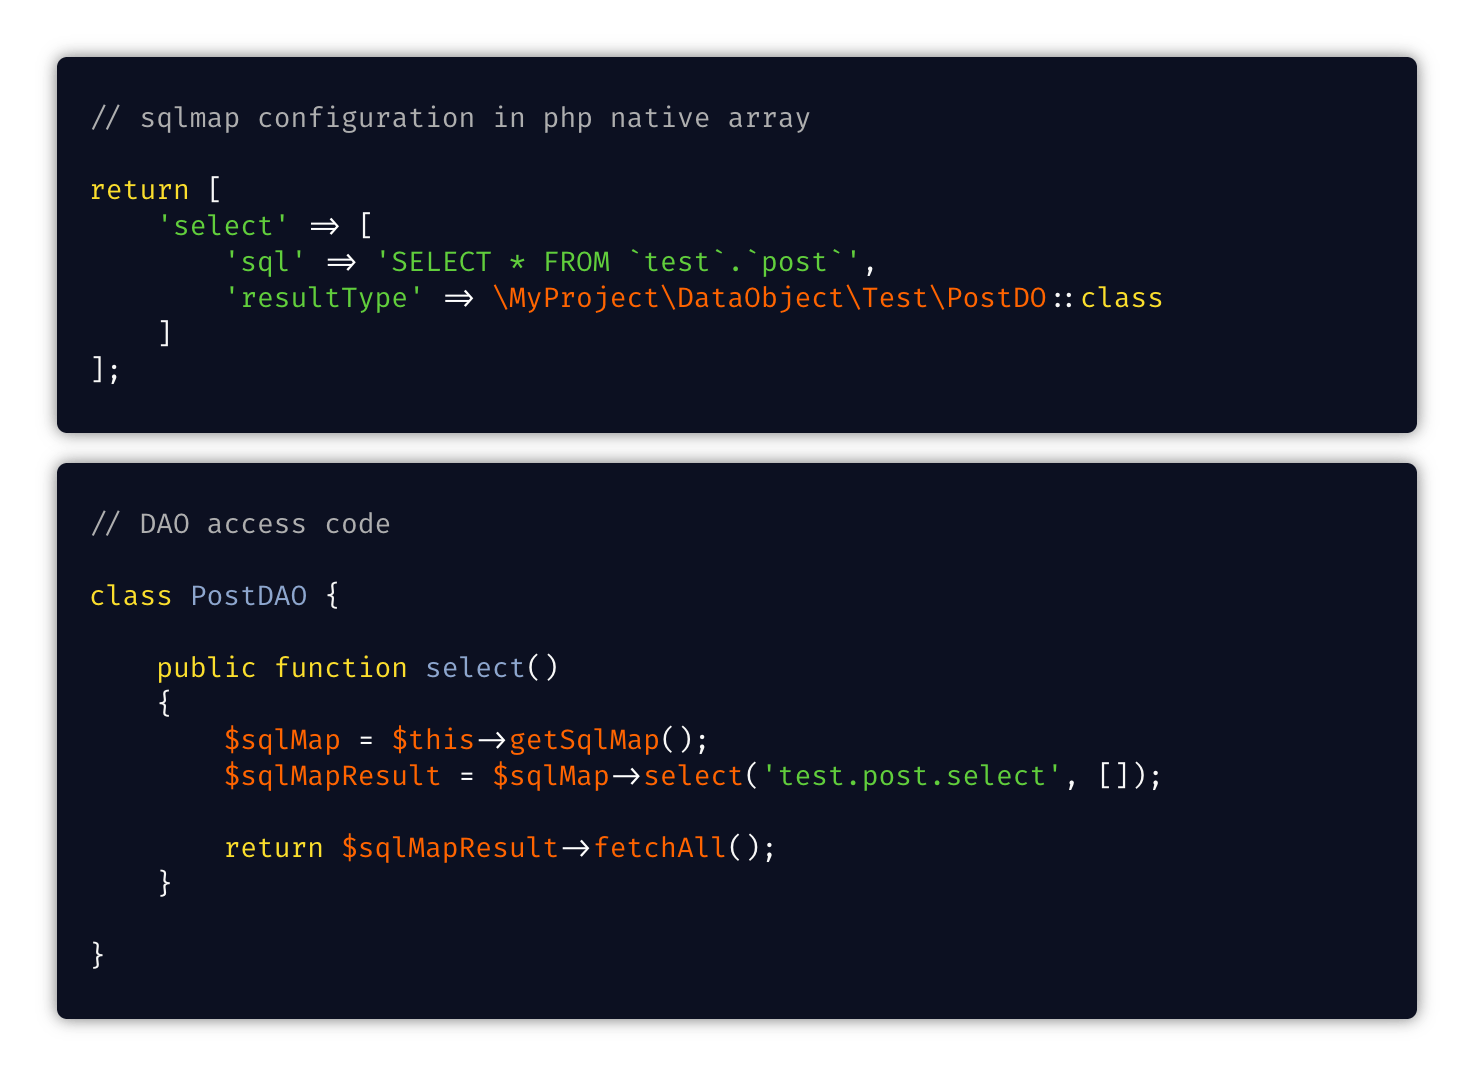 // sqlmap configuration in php native array
return [
    'select' => [
        'sql' => 'SELECT * FROM `test`.`post`',
        'resultType' => \MyProject\DataObject\Test\PostDO::class
    ]
];
// DAO access code
class PostDAO {
    public function select()
    {
        $sqlMap = $this->getSqlMap();
        $sqlMapResult = $sqlMap->select('test.post.select', []);
        return $sqlMapResult->fetchAll();
    }
}